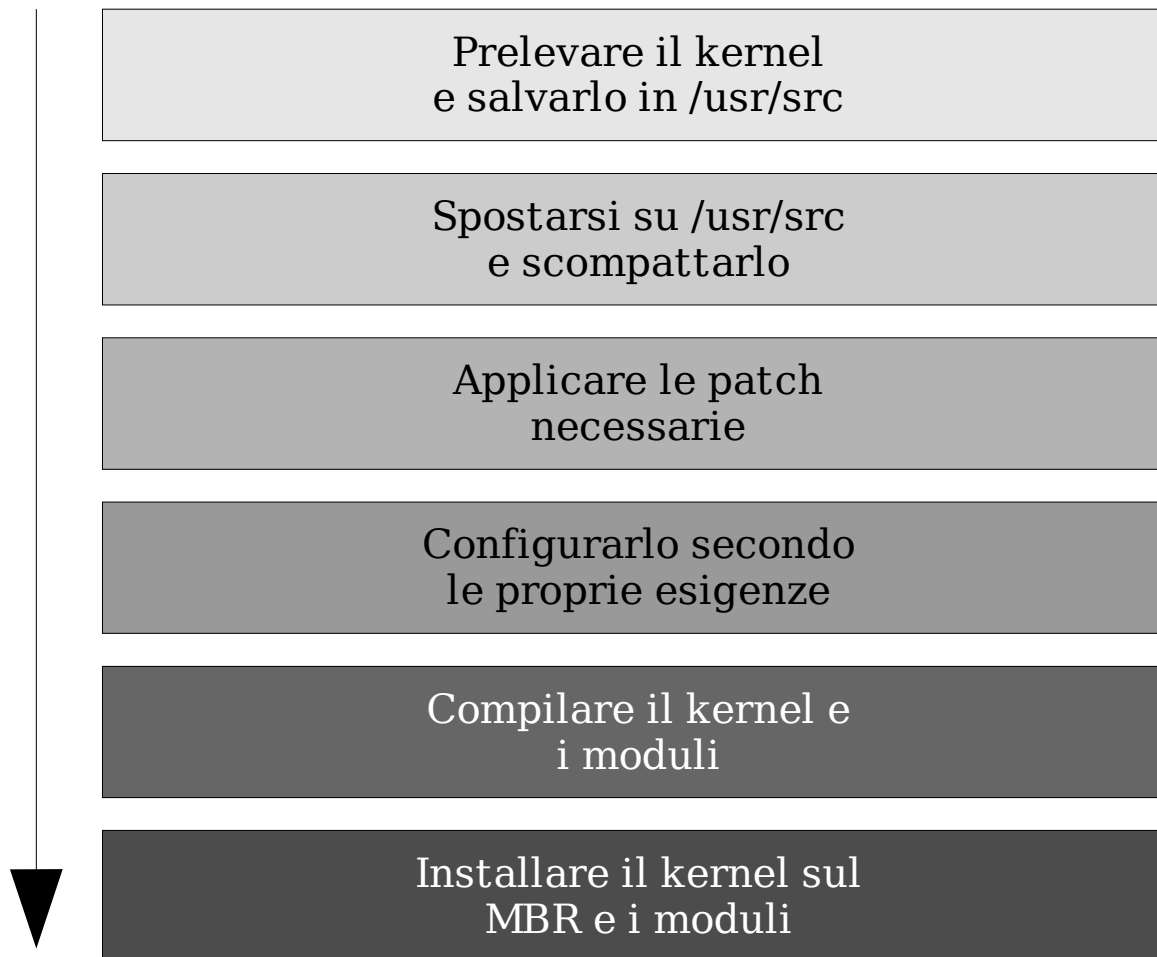 Prelevare il kernel
e salvarlo in /usr/src
Spostarsi su /usr/src
e scompattarlo
Applicare le patch
necessarie
Configurarlo secondo
le proprie esigenze
Compilare il kernel e
i moduli
Installare il kernel sul
MBR e i moduli